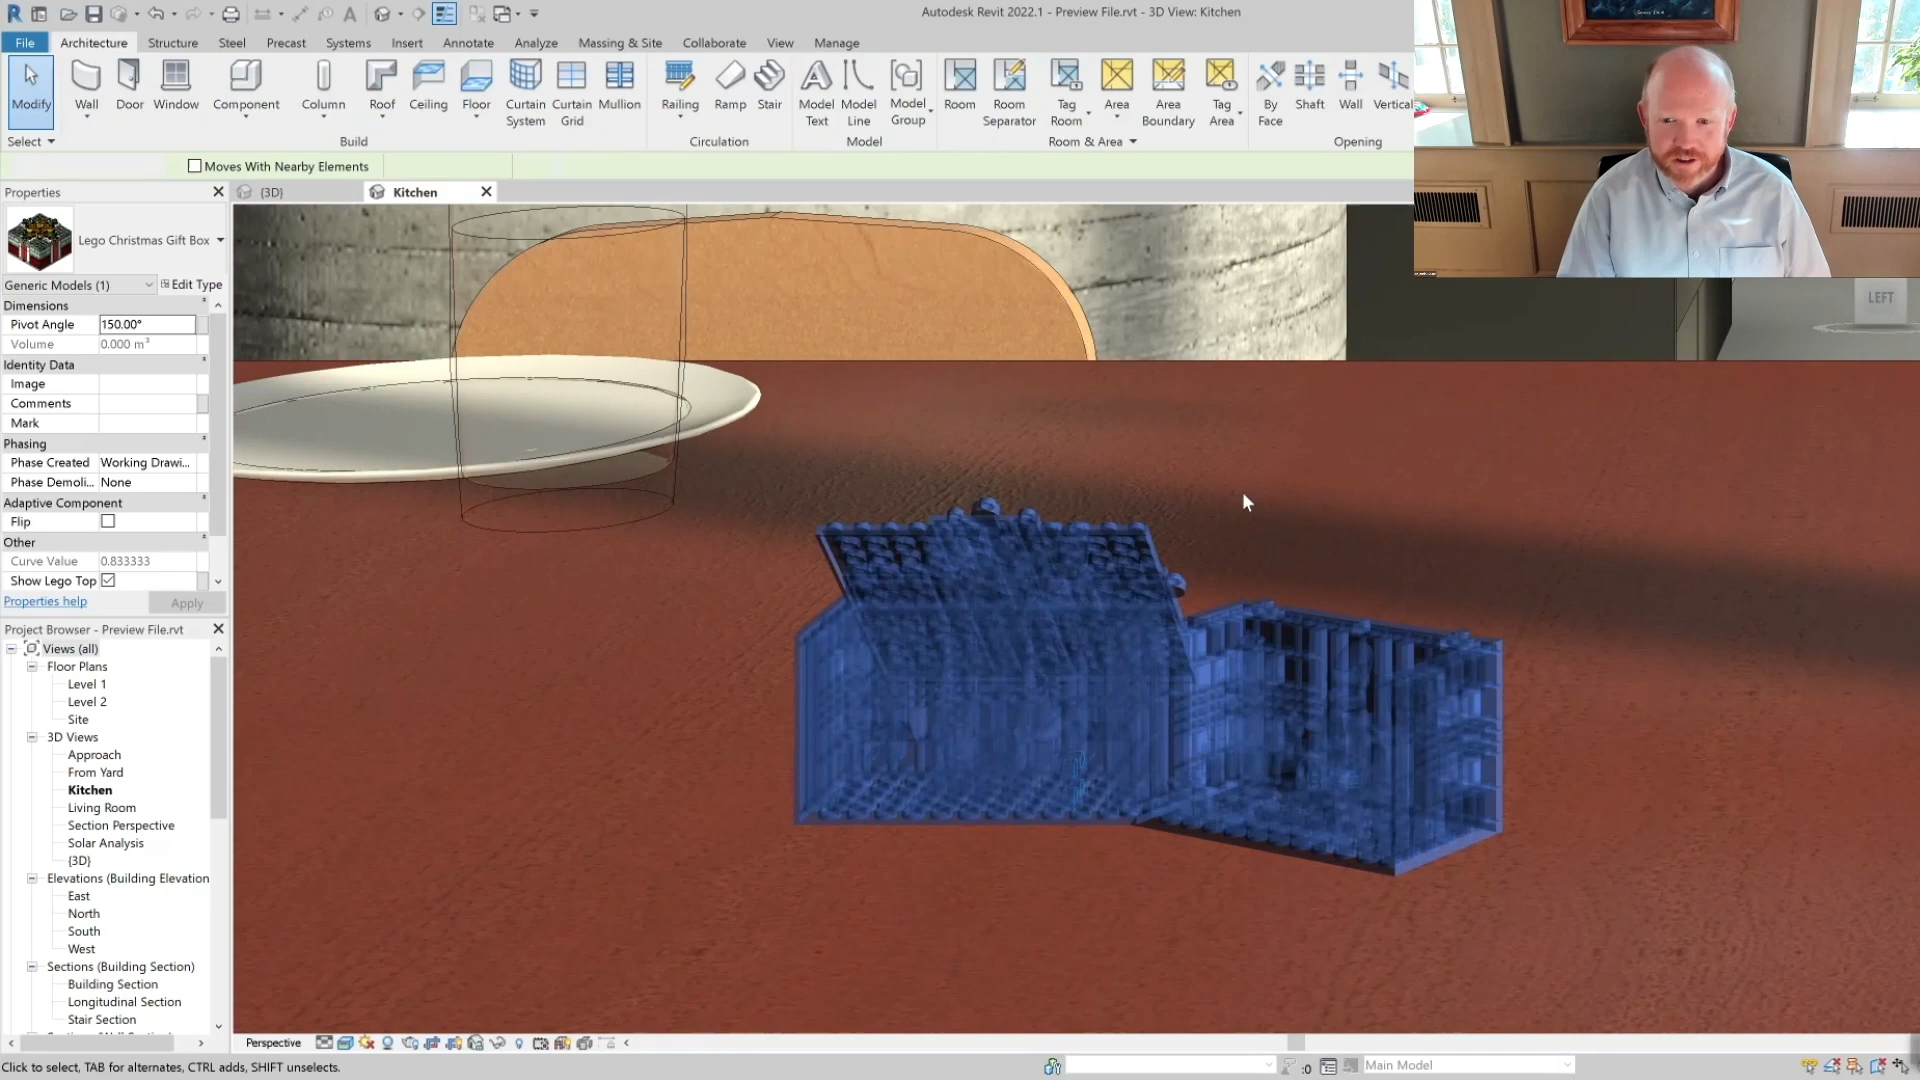 Autodesk Revit 2022.1 - Preview File.rvt - 3D View: Kitchen
File Architecture Structure Steel Precast Systems Insert Annotate Analyze Massing & Site Collaborate View Manage
Modify Wall Door Window Component Column Roof Ceiling Floor Curtain System Curtain Grid Mullion Railing Ramp Stair Model Text Model Line Model Group Room Room Separator Tag Room Area Area Boundary Tag Area By Face Shaft Wall Vertical
Select Build Circulation Model Room & Area Opening
Moves With Nearby Elements
Properties
{3D}
Kitchen
Lego Christmas Gift Box
Generic Models (1)
Edit Type
Dimensions
Pivot Angle 150.00°
Volume 0.000 m³
Identity Data
Image
Comments
Mark
Phasing
Phase Created Working Drawi...
Phase Demoli... None
Adaptive Component
Flip
Other
Curve Value 0.833333
Show Lego Top
Properties help
Apply
Project Browser - Preview File.rvt
Views (all)
Floor Plans
Level 1
Level 2
Site
3D Views
Approach
From Yard
Kitchen
Living Room
Section Perspective
Solar Analysis
{3D}
Elevations (Building Elevation
East
North
South
West
Sections (Building Section)
Building Section
Longitudinal Section
Stair Section
LEFT
Perspective
Click to select, TAB for alternates, CTRL adds, SHIFT unselects.
:0
Main Model